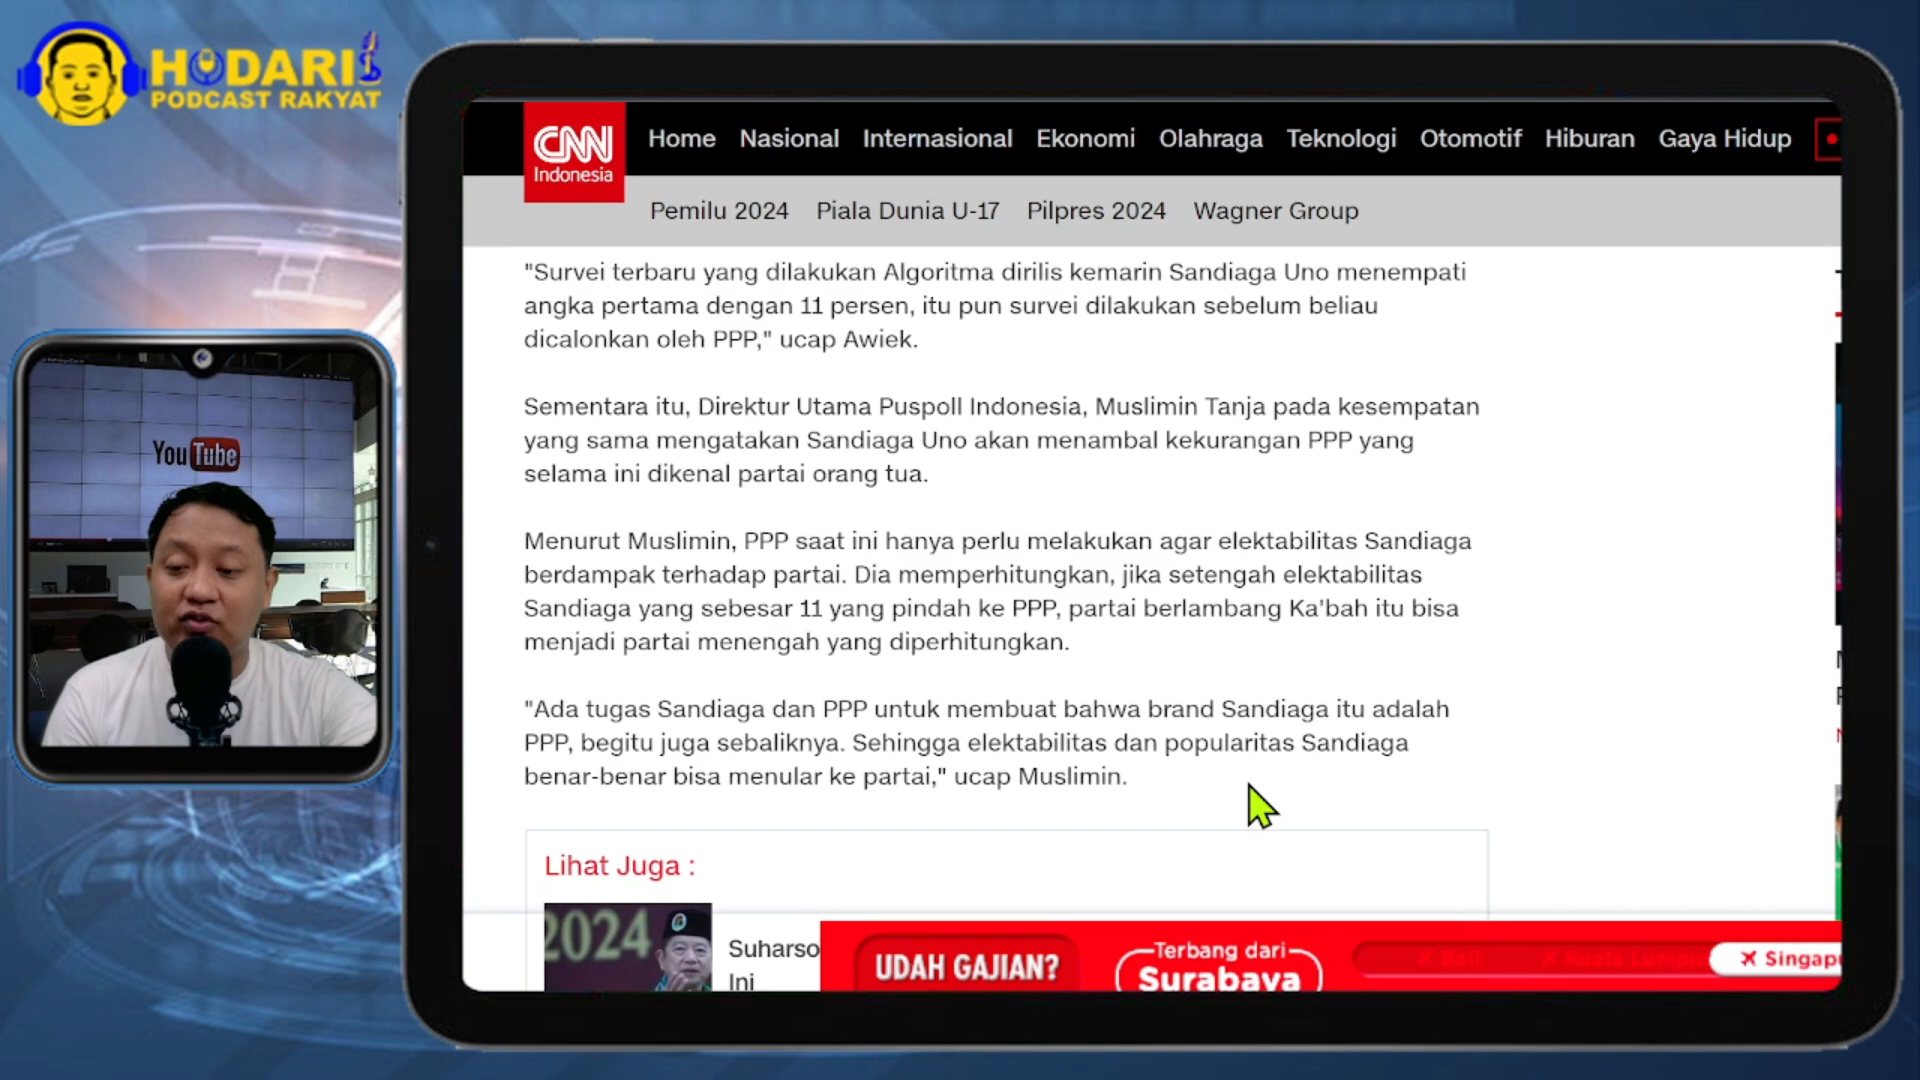 HODARI
PODCAST RAKYAT
YouTube
CNN
Indonesia
Home Nasional Internasional Ekonomi Olahraga Teknologi Otomotif Hiburan Gaya Hidup
Pemilu 2024 Piala Dunia U-17 Pilpres 2024 Wagner Group
"Survei terbaru yang dilakukan Algoritma dirilis kemarin Sandiaga Uno menempati
angka pertama dengan 11 persen, itu pun survei dilakukan sebelum beliau
dicalonkan oleh PPP," ucap Awiek.
Sementara itu, Direktur Utama Puspoll Indonesia, Muslimin Tanja pada kesempatan
yang sama mengatakan Sandiaga Uno akan menambal kekurangan PPP yang
selama ini dikenal partai orang tua.
Menurut Muslimin, PPP saat ini hanya perlu melakukan agar elektabilitas Sandiaga
berdampak terhadap partai. Dia memperhitungkan, jika setengah elektabilitas
Sandiaga yang sebesar 11 yang pindah ke PPP, partai berlambang Ka'bah itu bisa
menjadi partai menengah yang diperhitungkan.
"Ada tugas Sandiaga dan PPP untuk membuat bahwa brand Sandiaga itu adalah
PPP, begitu juga sebaliknya. Sehingga elektabilitas dan popularitas Sandiaga
benar-benar bisa menular ke partai," ucap Muslimin.
Lihat Juga :
2024
Suharso
Ini
UDAH GAJIAN?
Terbang dari
Surabaya
Bali Kuala Lumpu Singapu